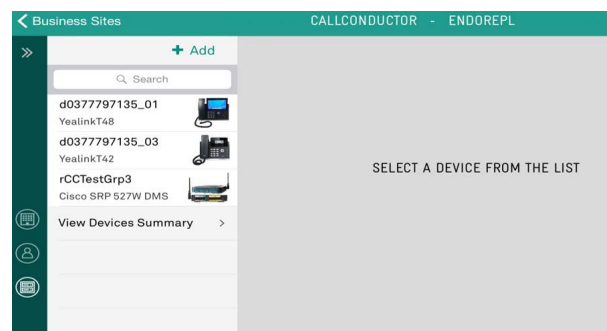 Business Sites
CALLCONDUCTOR - ENDOREPL
+ Add
Search
d0377797135_01
YealinkT48
d0377797135_03
YealinkT42
rCCTestGrp3
Cisco SRP 527W DMS
View Devices Summary
SELECT A DEVICE FROM THE LIST